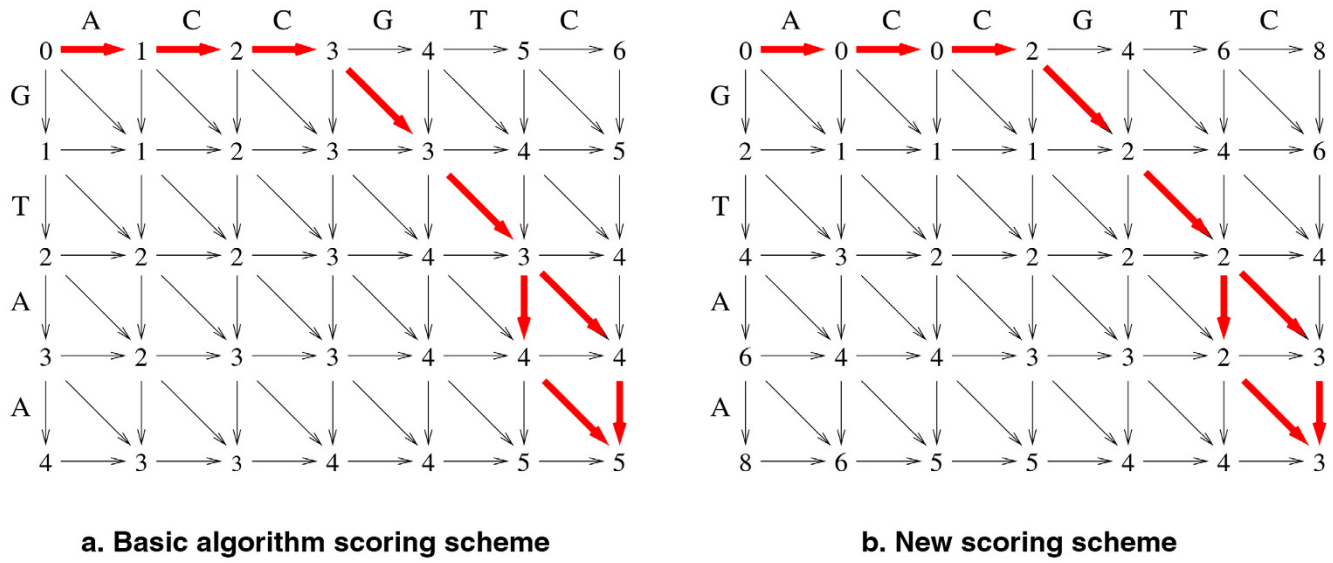 A C C G T C A C C G T C
0 1 2 3 4 5 6 0 0 0 2 4 6 8
G G
1 1 2 3 3 4 5 2 1 1 1 2 4 6
T T
2 2 2 3 4 3 4 4 3 2 2 2 2 4
A A
3 2 3 3 4 4 4 6 4 4 3 3 2 3
A A
4 3 3 4 4 5 5 8 6 5 5 4 4 3
a. Basic algorithm scoring scheme b. New scoring scheme